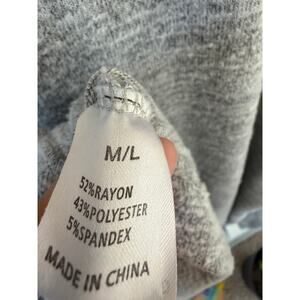 M/L
52%RAYON
43%POLYESTER
5%SPANDEX
MADE IN CHINA